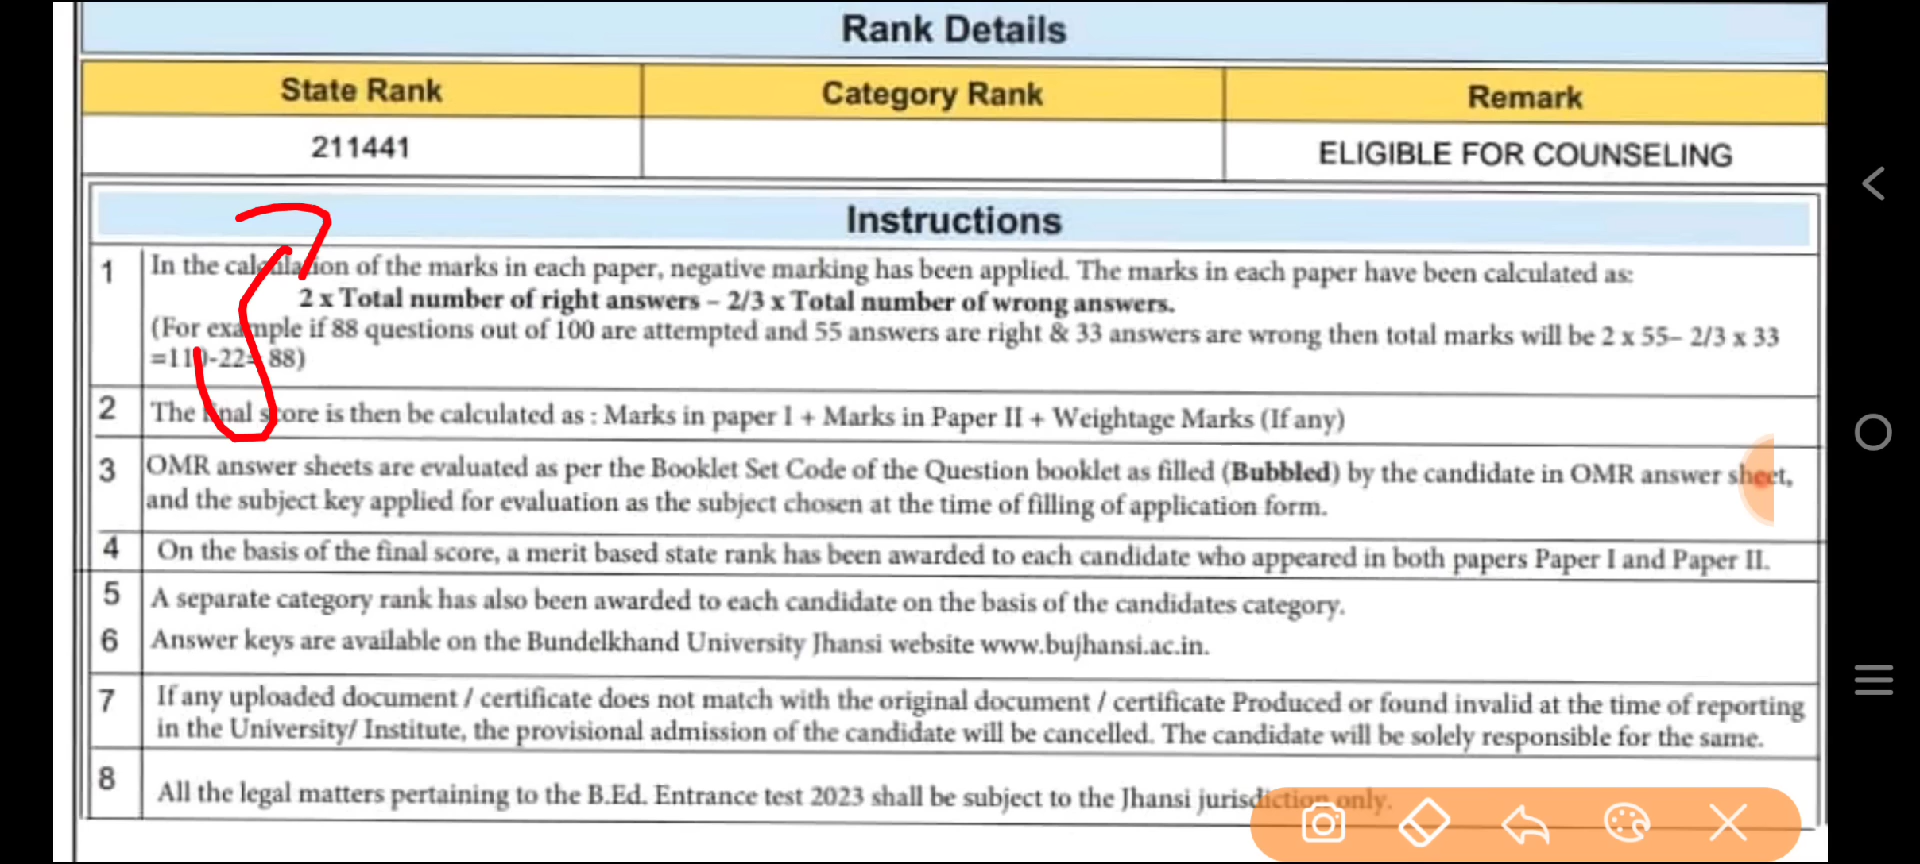 Rank Details
State Rank Category Rank Remark
211441 ELIGIBLE FOR COUNSELING
Instructions
1 In the calculation of the marks in each paper, negative marking has been applied. The marks in each paper have been calculated as:
2 x Total number of right answers – 2/3 x Total number of wrong answers.
(For example if 88 questions out of 100 are attempted and 55 answers are right & 33 answers are wrong then total marks will be 2 x 55– 2/3 x 33
=110-22= 88)
2 The final score is then be calculated as : Marks in paper I + Marks in Paper II + Weightage Marks (If any)
3 OMR answer sheets are evaluated as per the Booklet Set Code of the Question booklet as filled (Bubbled) by the candidate in OMR answer sheet,
and the subject key applied for evaluation as the subject chosen at the time of filling of application form.
4 On the basis of the final score, a merit based state rank has been awarded to each candidate who appeared in both papers Paper I and Paper II.
5 A separate category rank has also been awarded to each candidate on the basis of the candidates category.
6 Answer keys are available on the Bundelkhand University Jhansi website www.bujhansi.ac.in.
7 If any uploaded document / certificate does not match with the original document / certificate Produced or found invalid at the time of reporting
in the University/ Institute, the provisional admission of the candidate will be cancelled. The candidate will be solely responsible for the same.
8 All the legal matters pertaining to the B.Ed. Entrance test 2023 shall be subject to the Jhansi jurisdiction only.